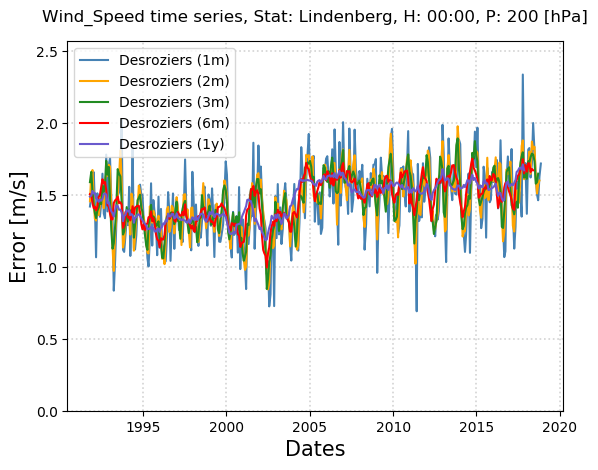 Wind_Speed time series, Stat: Lindenberg, H: 00:00, P: 200 [hPa]
Desroziers (1m)
Desroziers (2m)
Desroziers (3m)
Desroziers (6m)
Desroziers (1y)
Error [m/s]
2.5
2.0
1.5
1.0
0.5
0.0
1995 2000 2005 2010 2015 2020
Dates